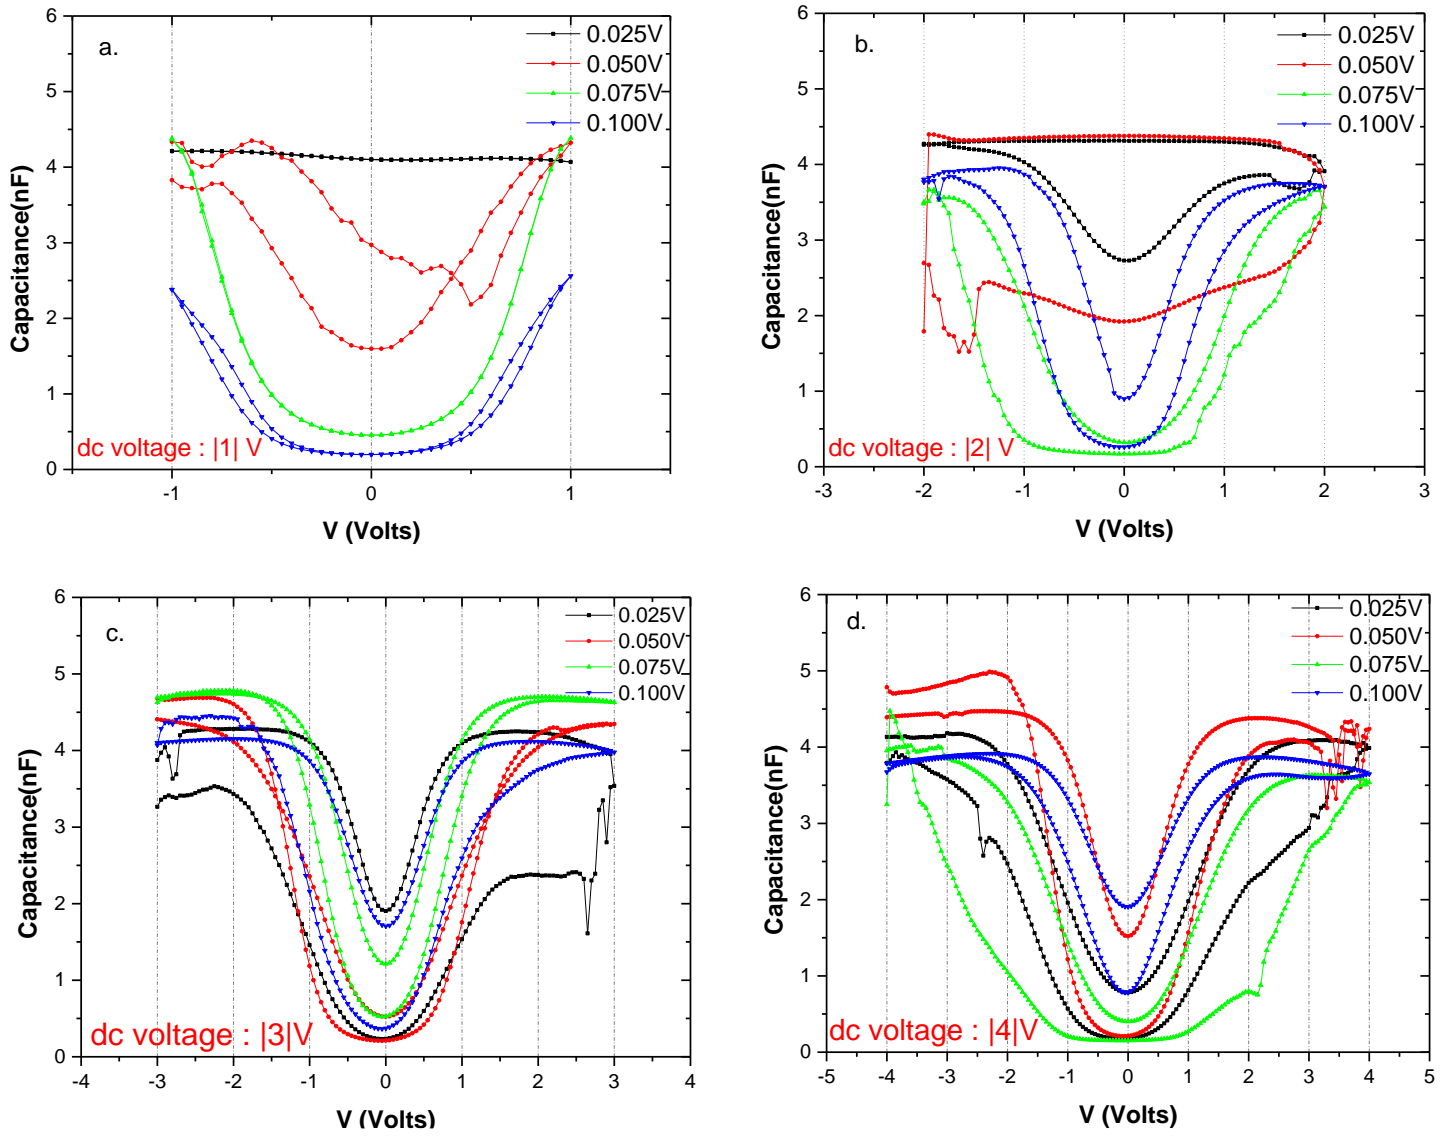 a.
0.025V
0.050V
0.075V
0.100V
6
5
4
3
2
1
0
Capacitance(nF)
dc voltage : |1| V
-1
0
1
V (Volts)
b.
0.025V
0.050V
0.075V
0.100V
6
5
4
3
2
1
0
Capacitance(nF)
dc voltage : |2| V
-3
-2
-1
0
1
2
3
V (Volts)
c.
0.025V
0.050V
0.075V
0.100V
6
5
4
3
2
1
0
Capacitance(nF)
dc voltage : |3|V
-4
-3
-2
-1
0
1
2
3
4
V (Volts)
d.
0.025V
0.050V
0.075V
0.100V
6
5
4
3
2
1
0
Capacitance(nF)
dc voltage : |4|V
-5
-4
-3
-2
-1
0
1
2
3
4
5
V (Volts)